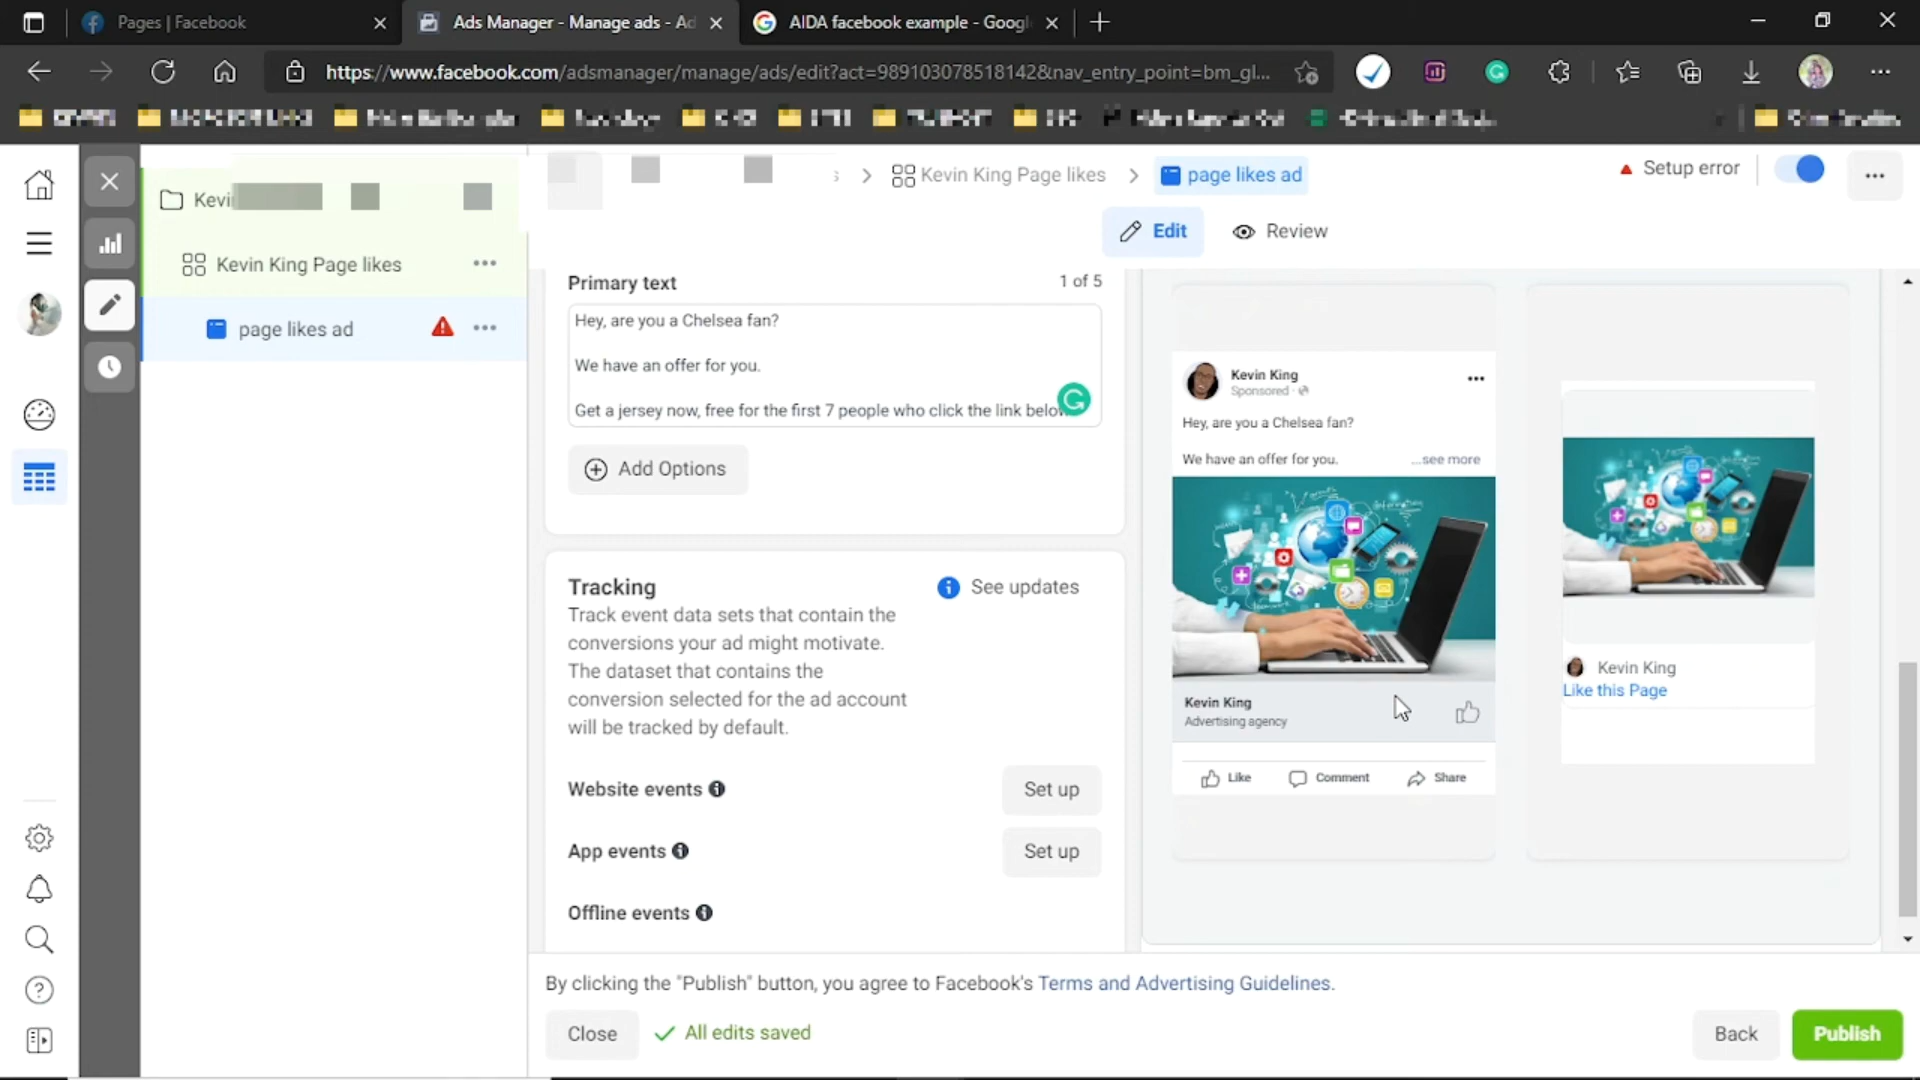 Pages | Facebook
Ads Manager - Manage ads - Ad
AIDA facebook example - Googl
https://www.facebook.com/adsmanager/manage/ads/edit?act=989103078518142&nav_entry_point=bm_gl...
Kevi
Kevin King Page likes
page likes ad
Kevin King Page likes
page likes ad
Setup error
Edit
Review
Primary text
1 of 5
Hey, are you a Chelsea fan?
We have an offer for you.
Get a jersey now, free for the first 7 people who click the link below
Add Options
Tracking
See updates
Track event data sets that contain the
conversions your ad might motivate.
The dataset that contains the
conversion selected for the ad account
will be tracked by default.
Website events
Set up
App events
Set up
Offline events
Kevin King
Sponsored
Hey, are you a Chelsea fan?
We have an offer for you.
...see more
Kevin King
Advertising agency
Like
Comment
Share
Kevin King
Like this Page
By clicking the "Publish" button, you agree to Facebook's Terms and Advertising Guidelines.
Close
All edits saved
Back
Publish